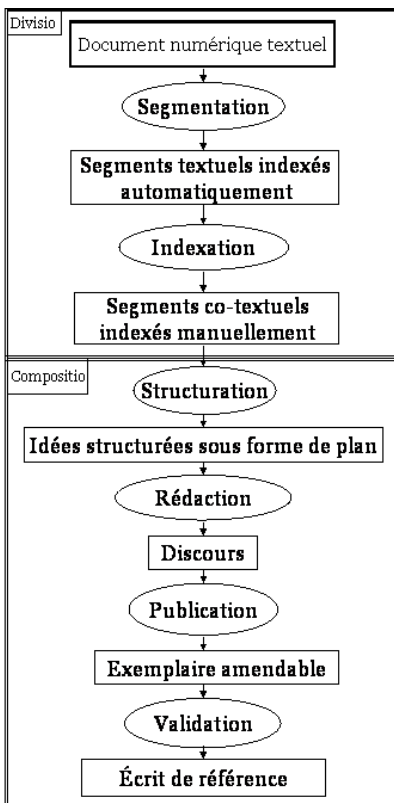 Divisio
Document numérique textuel
Segmentation
Segments textuels indexés
automatiquement
Indexation
Segments co-textuels
indexés manuellement
Compositio
Structuration
Idées structurées sous forme de plan
Rédaction
Discours
Publication
Exemplaire amendable
Validation
Écrit de référence